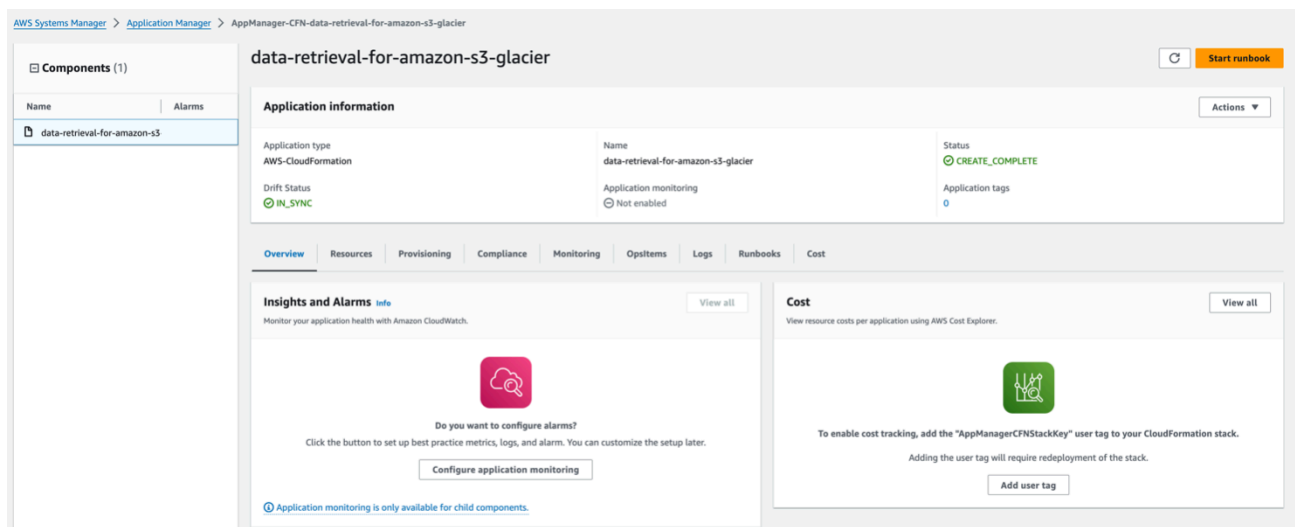 AWS Systems Manager > Application Manager > AppManager-CFN-data-retrieval-for-amazon-s3-glacier
Components (1)
Name Alarms
data-retrieval-for-amazon-s3
data-retrieval-for-amazon-s3-glacier
Start runbook
Application information
Actions
Application type
AWS-CloudFormation
Name
data-retrieval-for-amazon-s3-glacier
Status
CREATE_COMPLETE
Drift Status
IN_SYNC
Application monitoring
Not enabled
Application tags
0
Overview Resources Provisioning Compliance Monitoring OpsItems Logs Runbooks Cost
Insights and Alarms Info
View all
Monitor your application health with Amazon CloudWatch.
Do you want to configure alarms?
Click the button to set up best practice metrics, logs, and alarm. You can customize the setup later.
Configure application monitoring
Application monitoring is only available for child components.
Cost
View all
View resource costs per application using AWS Cost Explorer.
To enable cost tracking, add the "AppManagerCFNStackKey" user tag to your CloudFormation stack.
Adding the user tag will require redeployment of the stack.
Add user tag